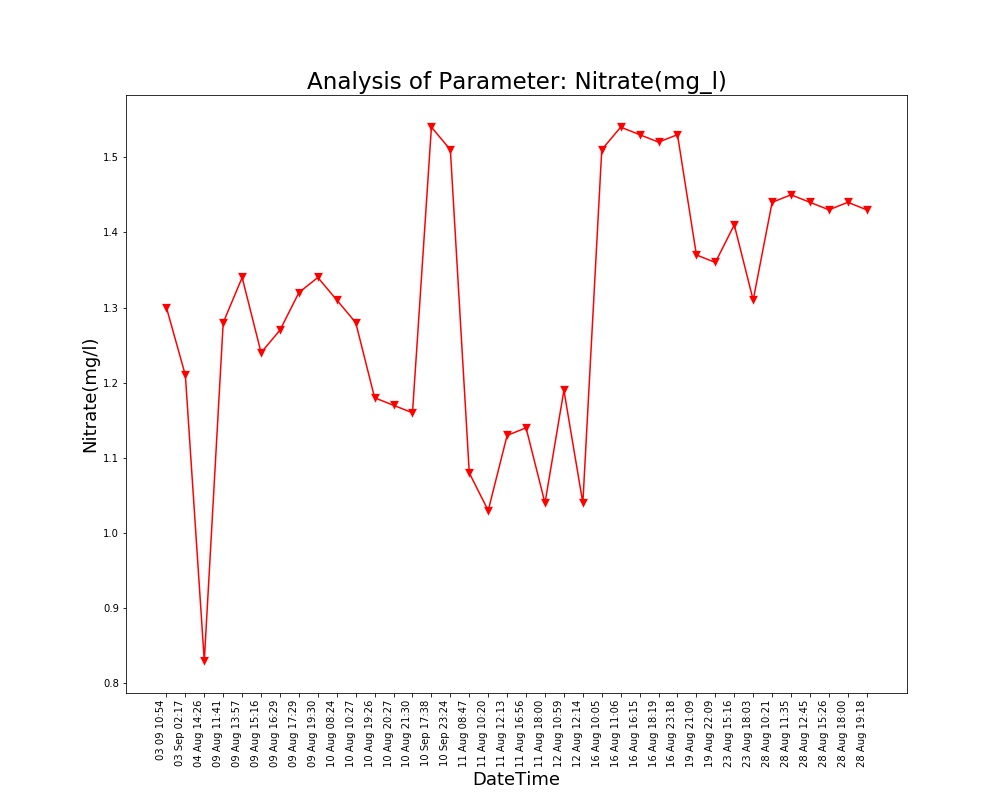 Analysis of Parameter: Nitrate(mg_l)
Nitrate(mg/l)
1.5
1.4
1.3
1.2
1.1
1.0
0.9
0.8
03 09 10:54
03 Sep 02:17
04 Aug 14:26
09 Aug 11:41
09 Aug 13:57
09 Aug 15:16
09 Aug 16:29
09 Aug 17:29
09 Aug 19:30
10 Aug 08:24
10 Aug 10:27
10 Aug 19:26
10 Aug 20:27
10 Aug 21:30
10 Sep 17:38
10 Sep 23:24
11 Aug 08:47
11 Aug 10:20
11 Aug 12:13
11 Aug 16:56
11 Aug 18:00
12 Aug 10:59
12 Aug 12:14
16 Aug 10:05
16 Aug 11:06
16 Aug 16:15
16 Aug 18:19
16 Aug 23:18
19 Aug 21:09
19 Aug 22:09
23 Aug 15:16
23 Aug 18:03
28 Aug 10:21
28 Aug 11:35
28 Aug 12:45
28 Aug 15:26
28 Aug 18:00
28 Aug 19:18
DateTime